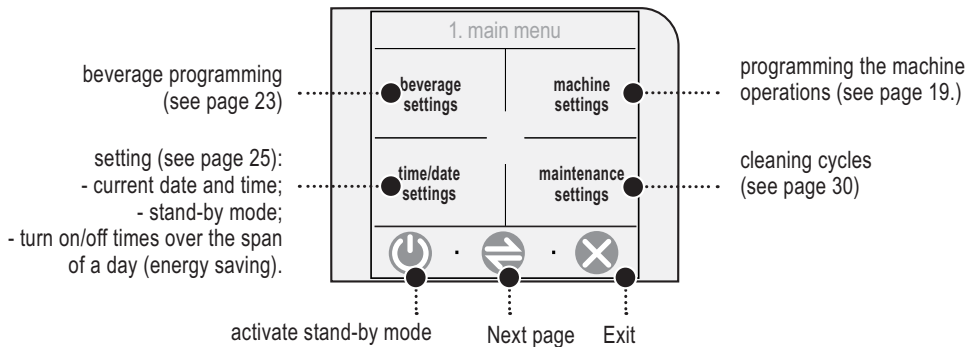 1. main menu
beverage programming
(see page 23)
beverage
settings
machine
settings
programming the machine
operations (see page 19.)
setting (see page 25):
- current date and time;
- stand-by mode;
- turn on/off times over the span
of a day (energy saving).
time/date
settings
maintenance
settings
cleaning cycles
(see page 30)
activate stand-by mode
Next page
Exit